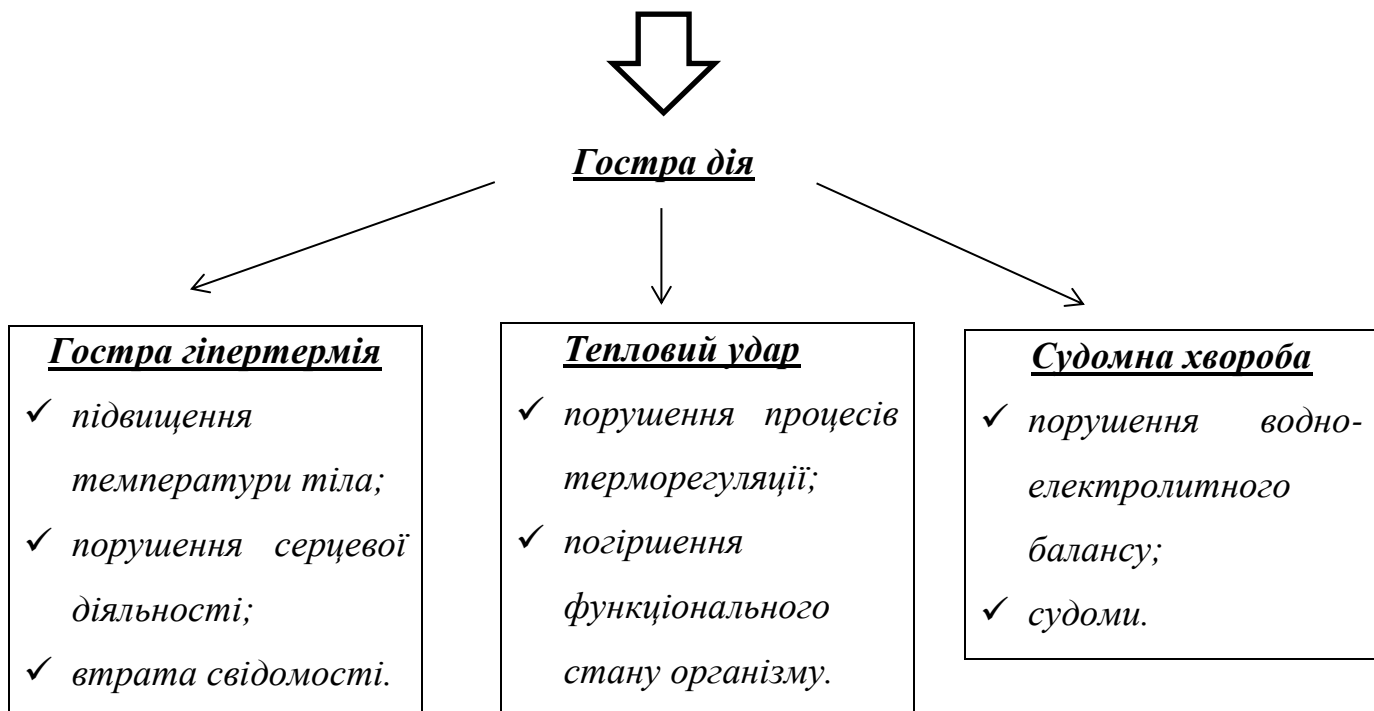 Гостра дія
Гостра гіпертермія
✓ підвищення
температури тіла;
✓ порушення серцевої
діяльності;
✓ втрата свідомості.
Тепловий удар
✓ порушення процесів
терморегуляції;
✓ погіршення
функціонального
стану організму.
Судомна хвороба
✓ порушення водно-
електролитного
балансу;
✓ судоми.